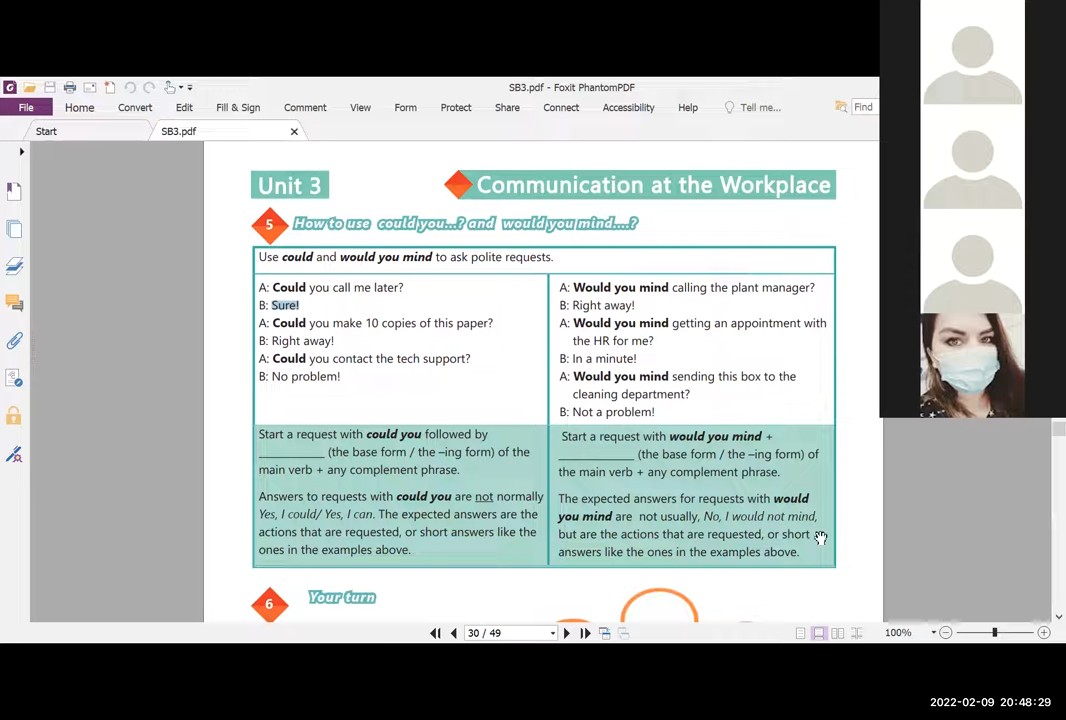 SB3.pdf - Foxit PhantomPDF
File Home Convert Edit Fill & Sign Comment View Form Protect Share Connect Accessibility Help Tell me... Find
Start SB3.pdf
Unit 3
Communication at the Workplace
5 How to use could you...? and would you mind....?
Use could and would you mind to ask polite requests.
A: Could you call me later?
B: Sure!
A: Could you make 10 copies of this paper?
B: Right away!
A: Could you contact the tech support?
B: No problem!
A: Would you mind calling the plant manager?
B: Right away!
A: Would you mind getting an appointment with
the HR for me?
B: In a minute!
A: Would you mind sending this box to the
cleaning department?
B: Not a problem!
Start a request with could you followed by
____________ (the base form / the –ing form) of the
main verb + any complement phrase.
Answers to requests with could you are not normally
Yes, I could/ Yes, I can. The expected answers are the
actions that are requested, or short answers like the
ones in the examples above.
Start a request with would you mind +
______________ (the base form / the –ing form) of
the main verb + any complement phrase.
The expected answers for requests with would
you mind are not usually, No, I would not mind,
but are the actions that are requested, or short
answers like the ones in the examples above.
6 Your turn
30 / 49
100%
2022-02-09 20:48:29